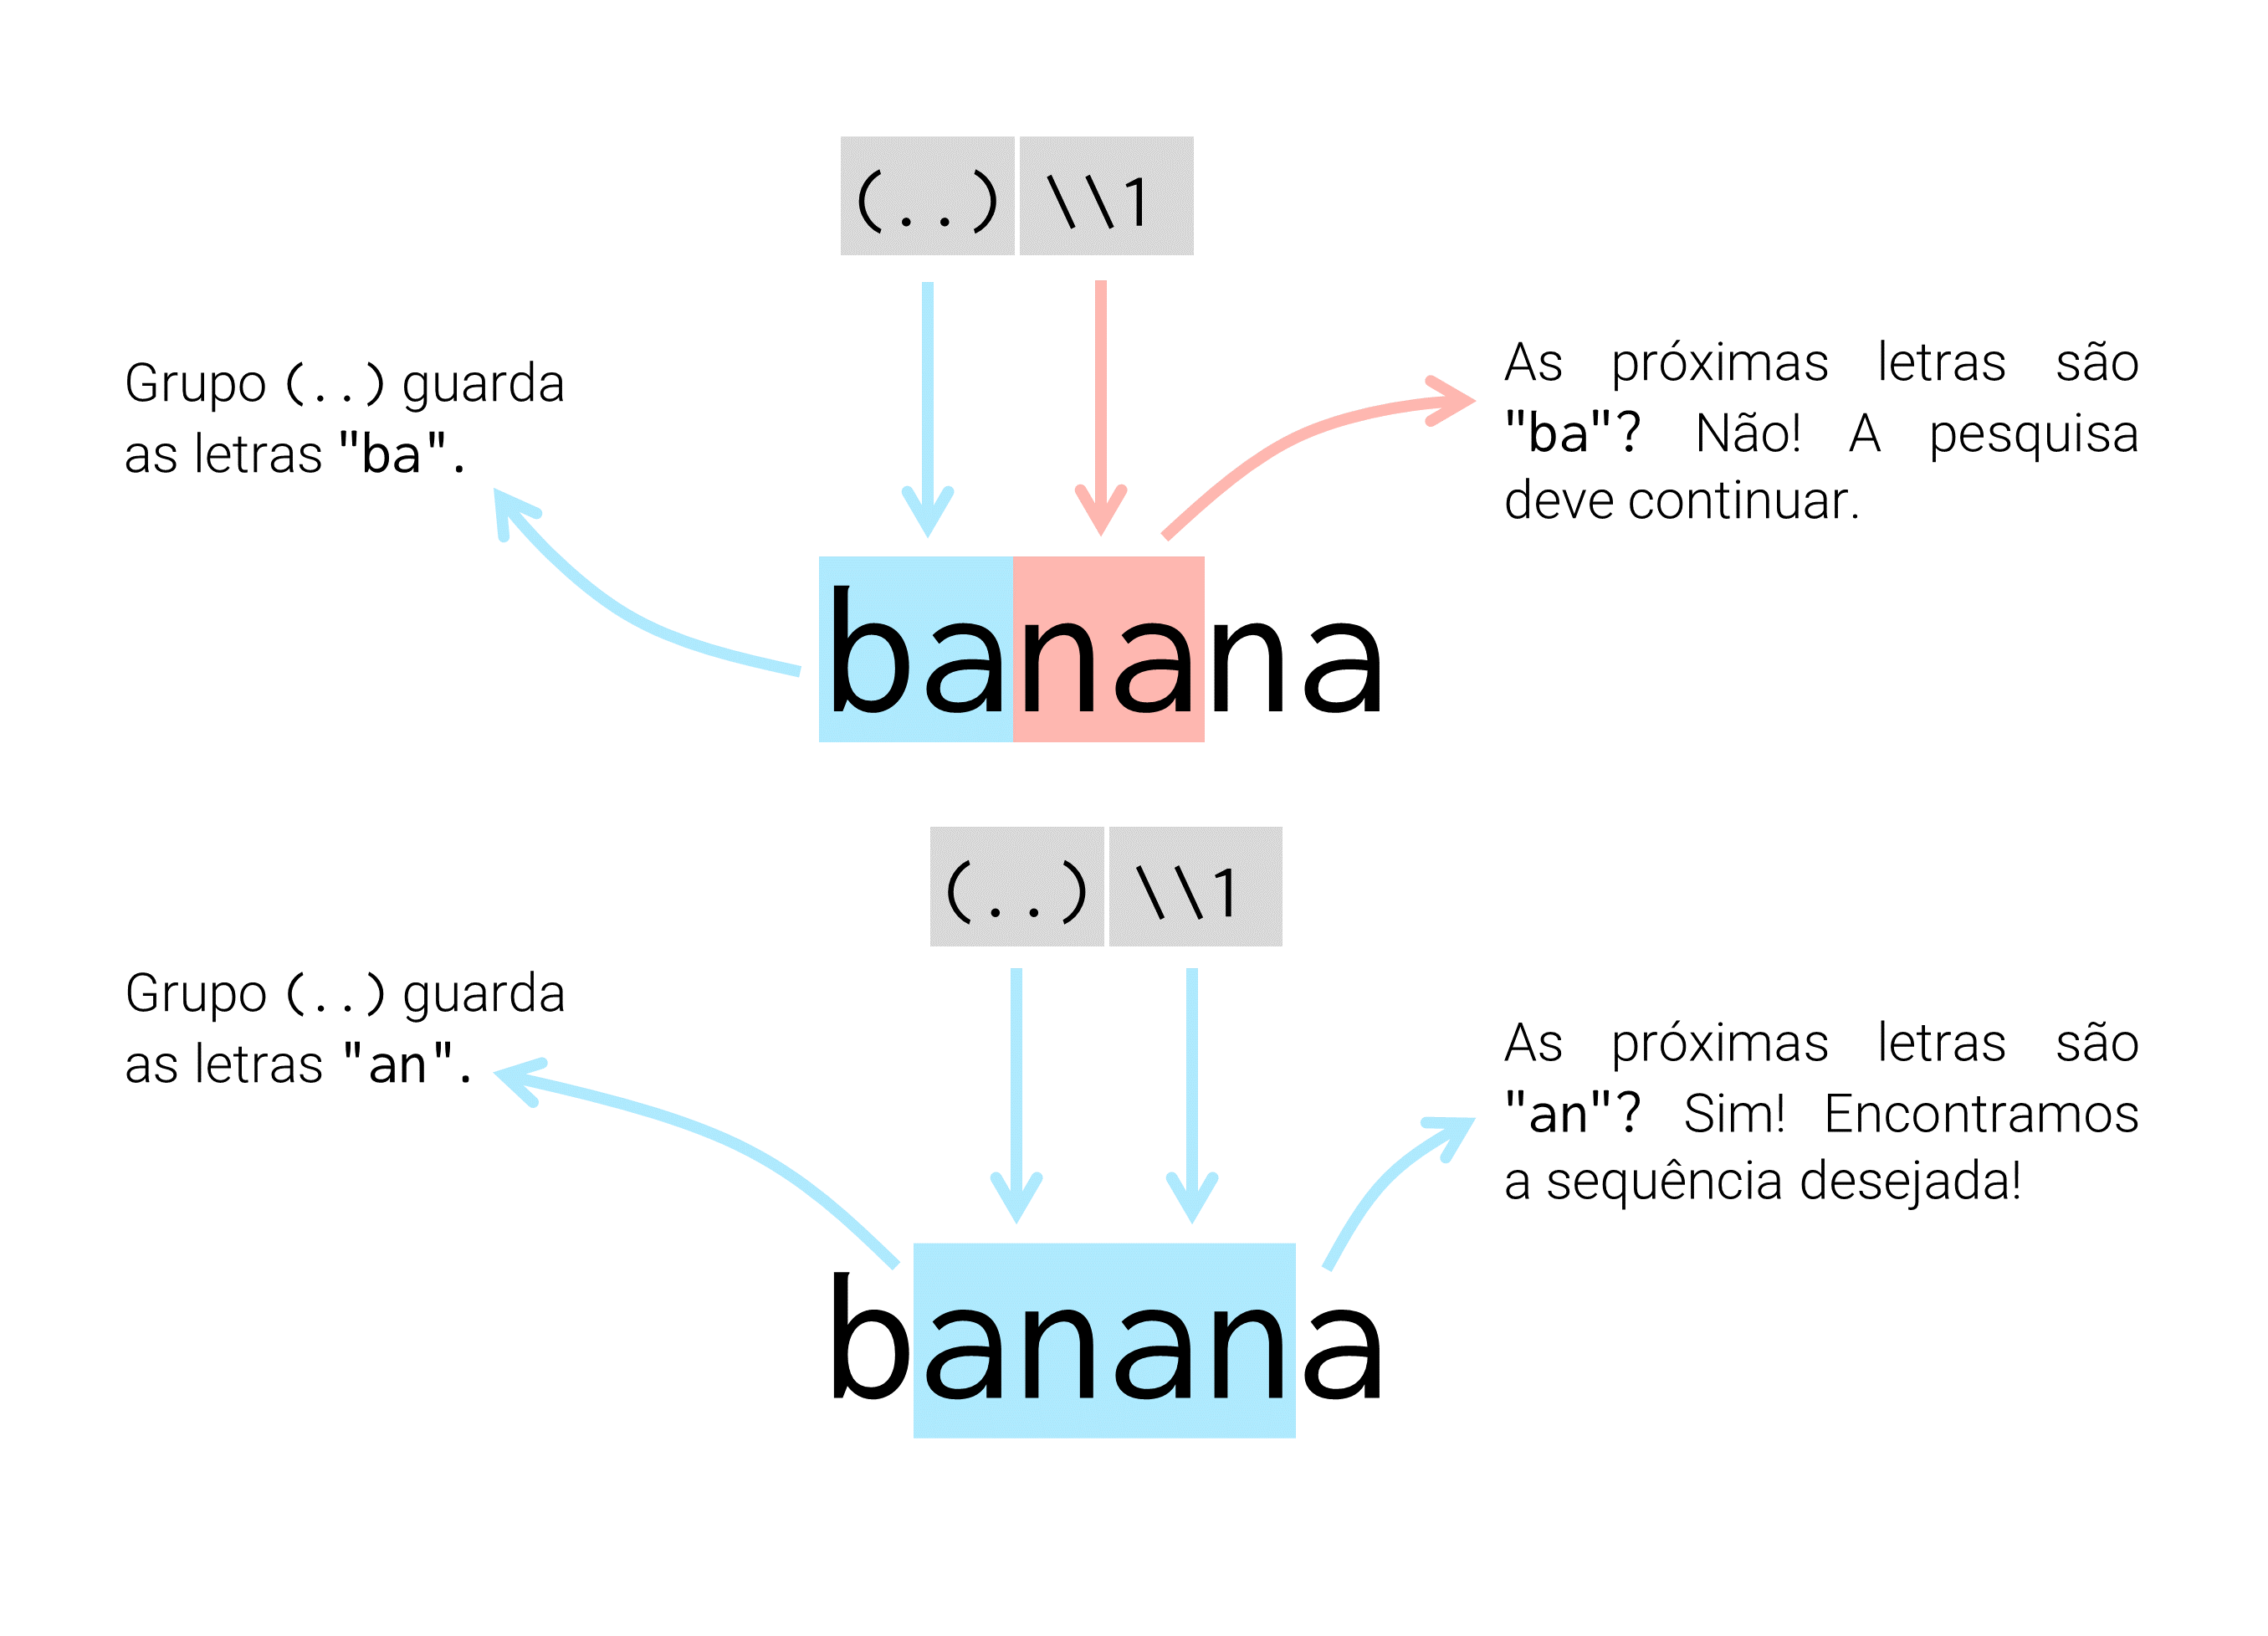 (..) \\1
Grupo (..) guarda
as letras "ba".
As próximas letras são
"ba"? Não! A pesquisa
deve continuar.
banana
(..) \\1
Grupo (..) guarda
as letras "an".
As próximas letras são
"an"? Sim! Encontramos
a sequência desejada!
banana